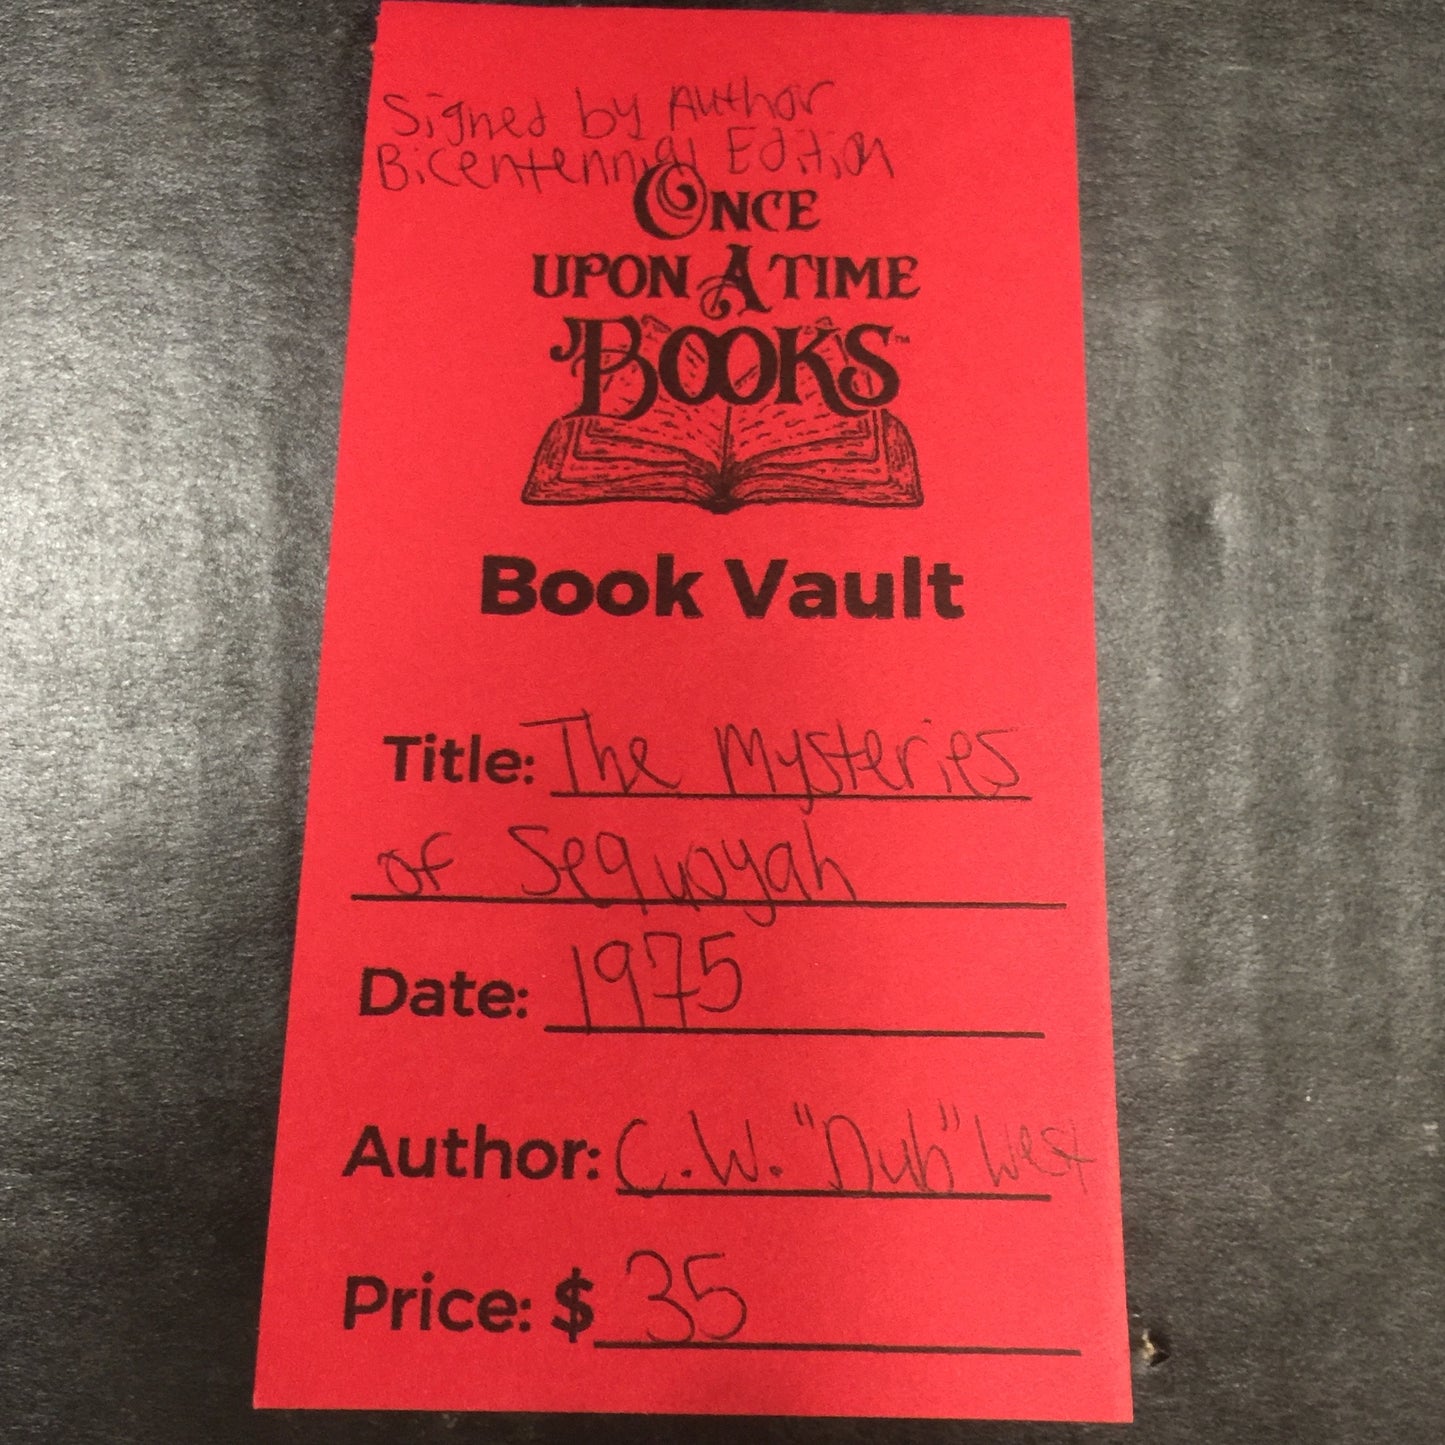 Signed by Author
Bicentennial Edition
ONCE
UPON A TIME
BOOKS™
Book Vault
Title: The Mysteries
of Sequoyah
Date: 1975
Author: C.W. "Dub" West
Price: $35